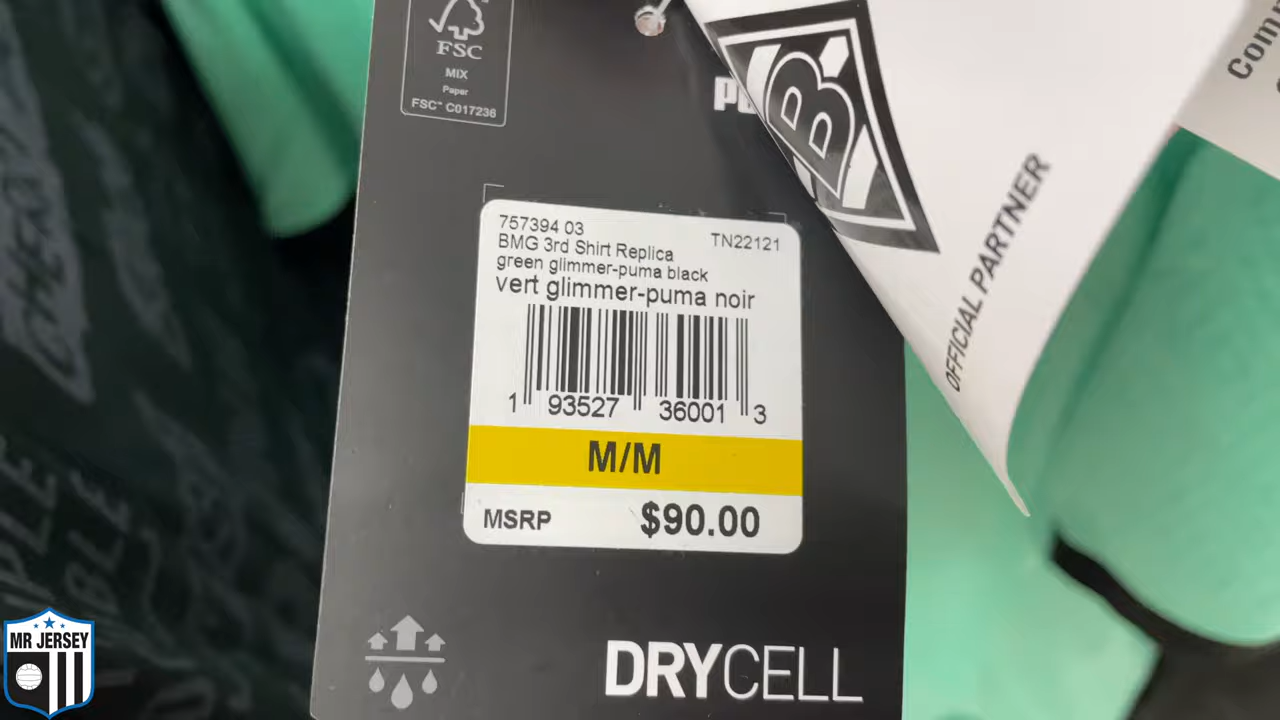 FSC
MIX
Paper
FSC™ C017236
B
OFFICIAL PARTNER
757394 03
TN22121
BMG 3rd Shirt Replica
green glimmer-puma black
vert glimmer-puma noir
1 93527 36001 3
M/M
MSRP $90.00
DRYCELL
MR JERSEY